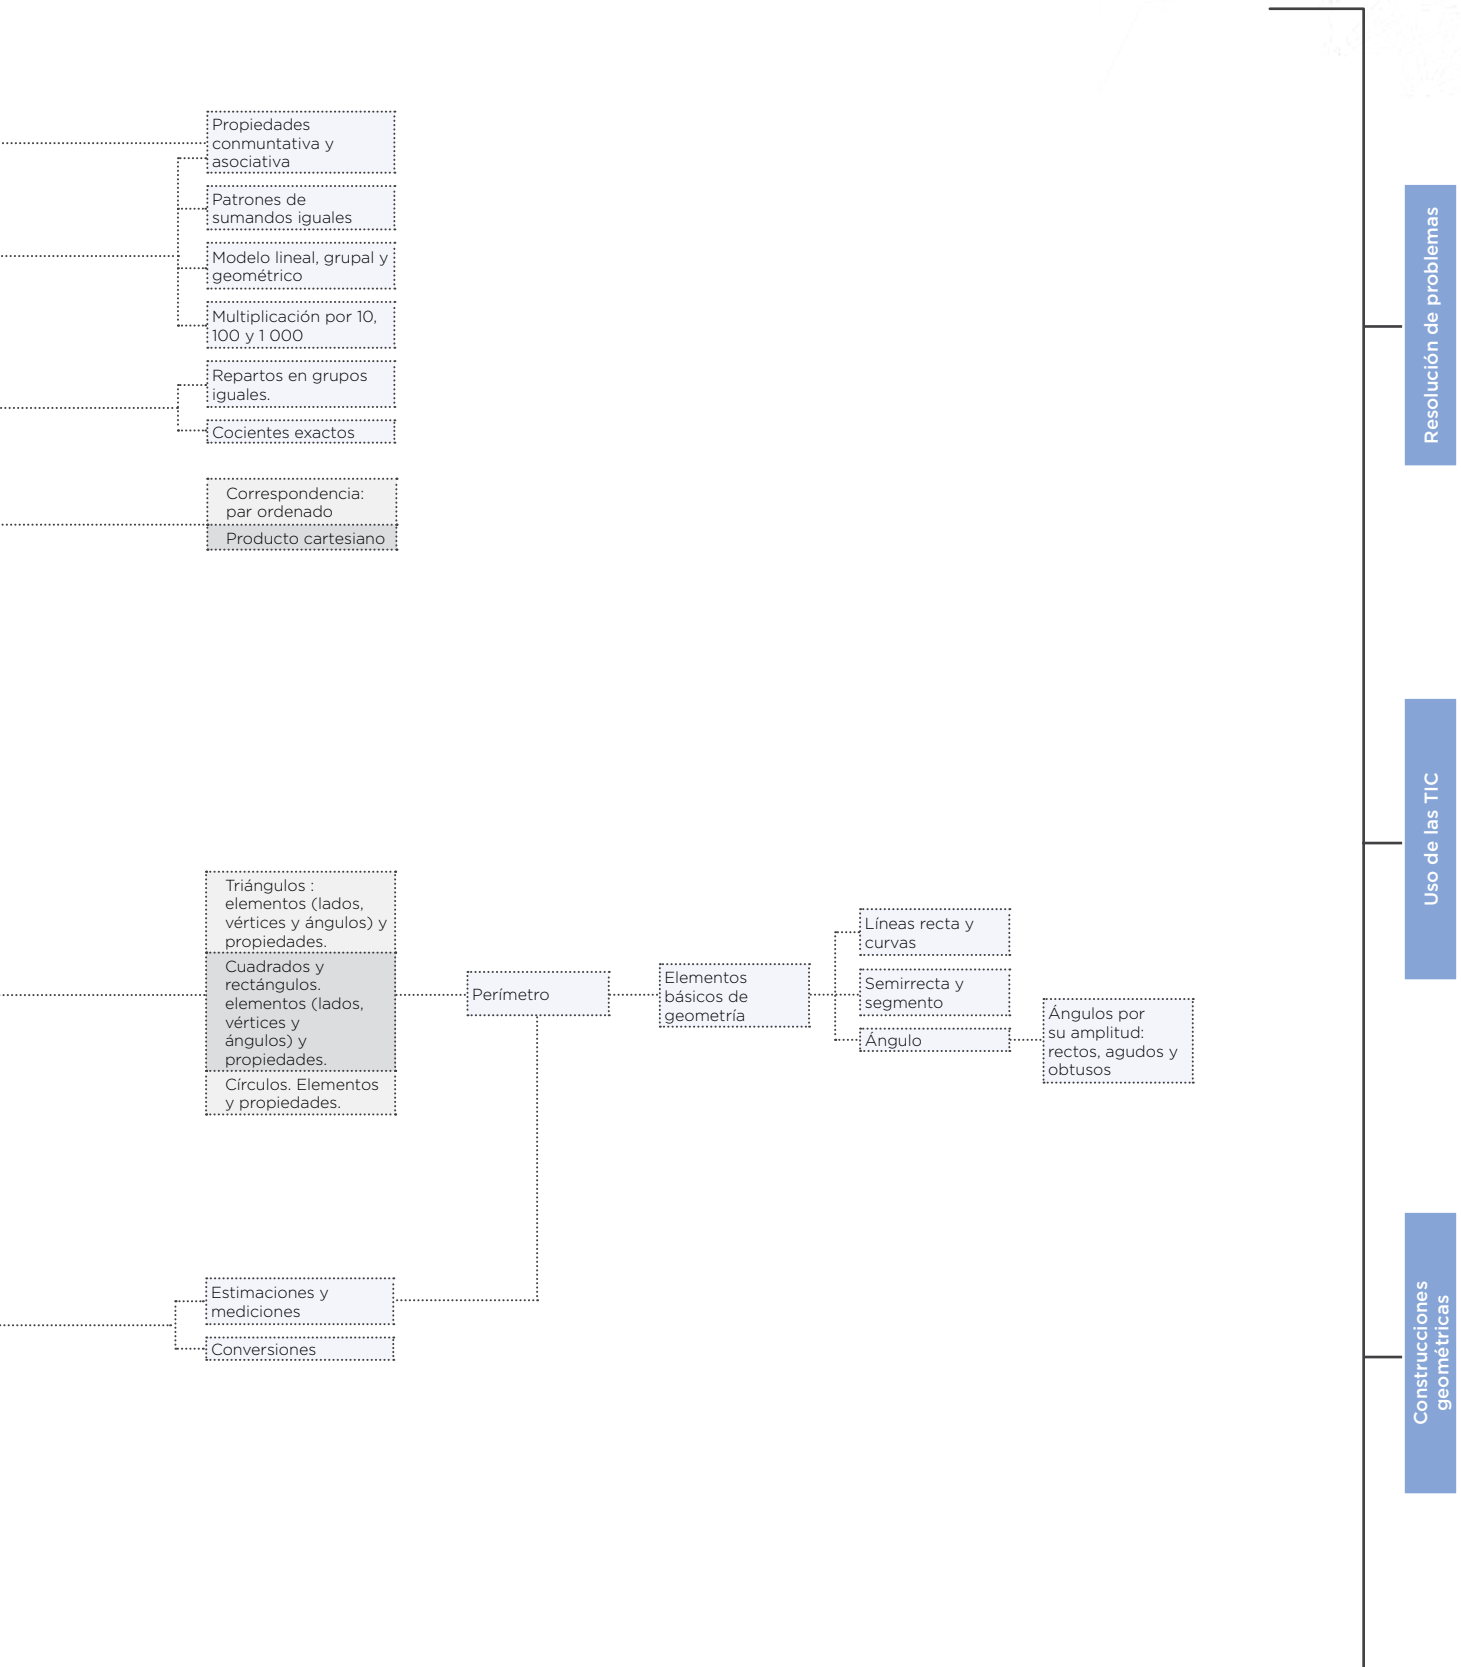 Propiedades
conmuntativa y
asociativa
Patrones de
sumandos iguales
Modelo lineal, grupal y
geométrico
Multiplicación por 10,
100 y 1 000
Repartos en grupos
iguales.
Cocientes exactos
Correspondencia:
par ordenado
Producto cartesiano
Triángulos :
elementos (lados,
vértices y ángulos) y
propiedades.
Cuadrados y
rectángulos.
elementos (lados,
vértices y
ángulos) y
propiedades.
Círculos. Elementos
y propiedades.
Perímetro
Elementos
básicos de
geometría
Líneas recta y
curvas
Semirrecta y
segmento
Ángulo
Ángulos por
su amplitud:
rectos, agudos y
obtusos
Estimaciones y
mediciones
Conversiones
Resolución de problemas
Uso de las TIC
Construcciones
geométricas